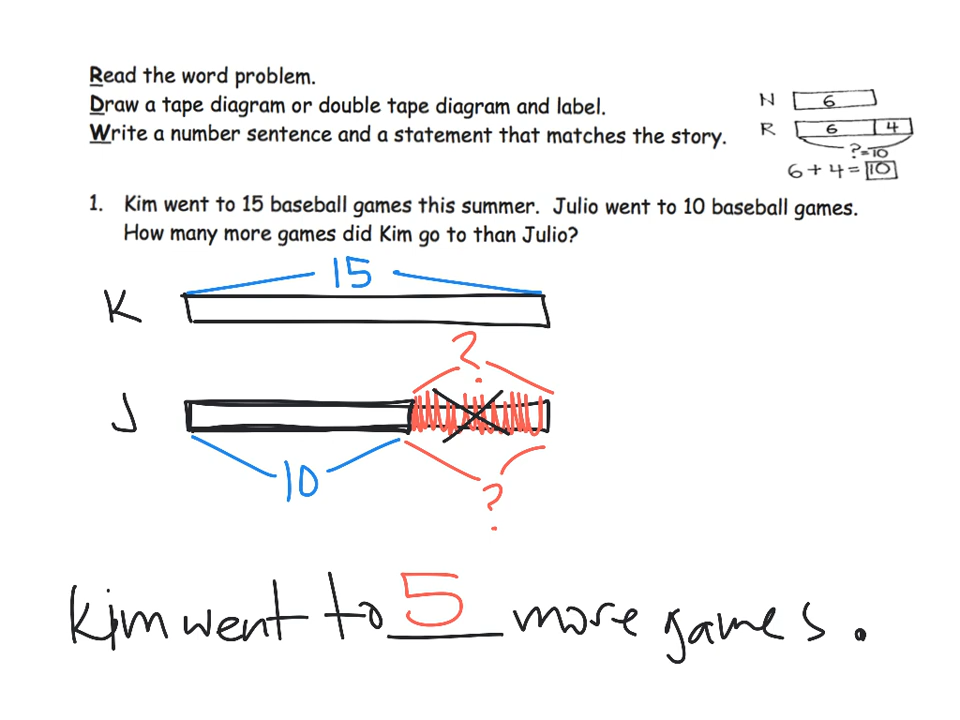 Read the word problem.
Draw a tape diagram or double tape diagram and label.
Write a number sentence and a statement that matches the story.
N 6
R 6 4
?=10
6+4=10
1. Kim went to 15 baseball games this summer. Julio went to 10 baseball games.
How many more games did Kim go to than Julio?
15
K
?
J
10
?
Kim went to 5 more games.